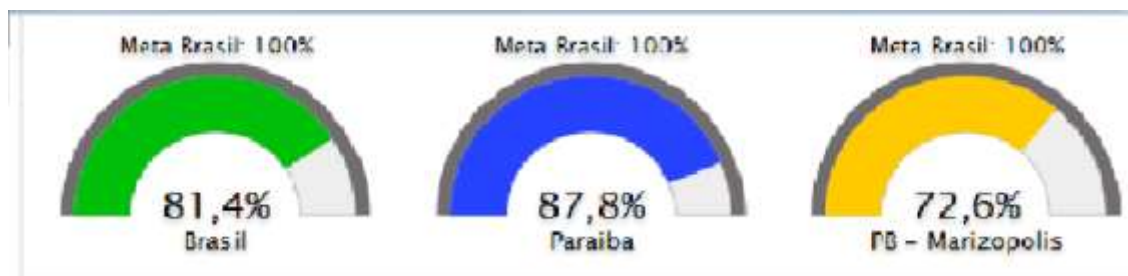 Meta Brasil: 100%
81,4%
Brasil
Meta Brasil: 100%
87,8%
Paraiba
Meta Brasil: 100%
72,6%
PB - Marizopolis